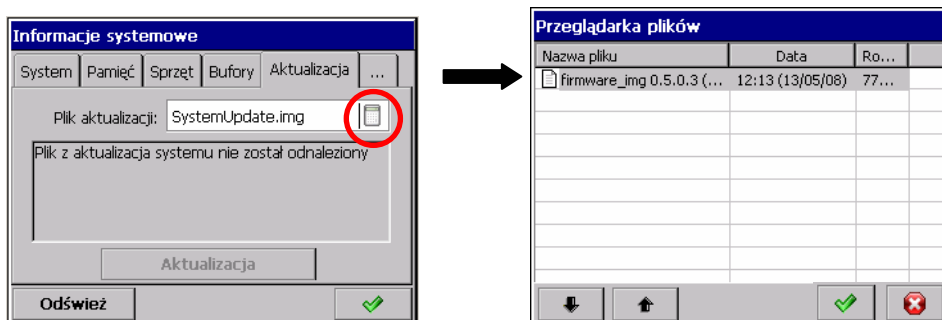 Informacje systemowe
System Pamięć Sprzęt Bufory Aktualizacja ...
Plik aktualizacji: SystemUpdate.img
Plik z aktualizacja systemu nie został odnaleziony
Aktualizacja
Odśwież
Przeglądarka plików
Nazwa pliku Data Ro...
firmware_img 0.5.0.3 (... 12:13 (13/05/08) 77...